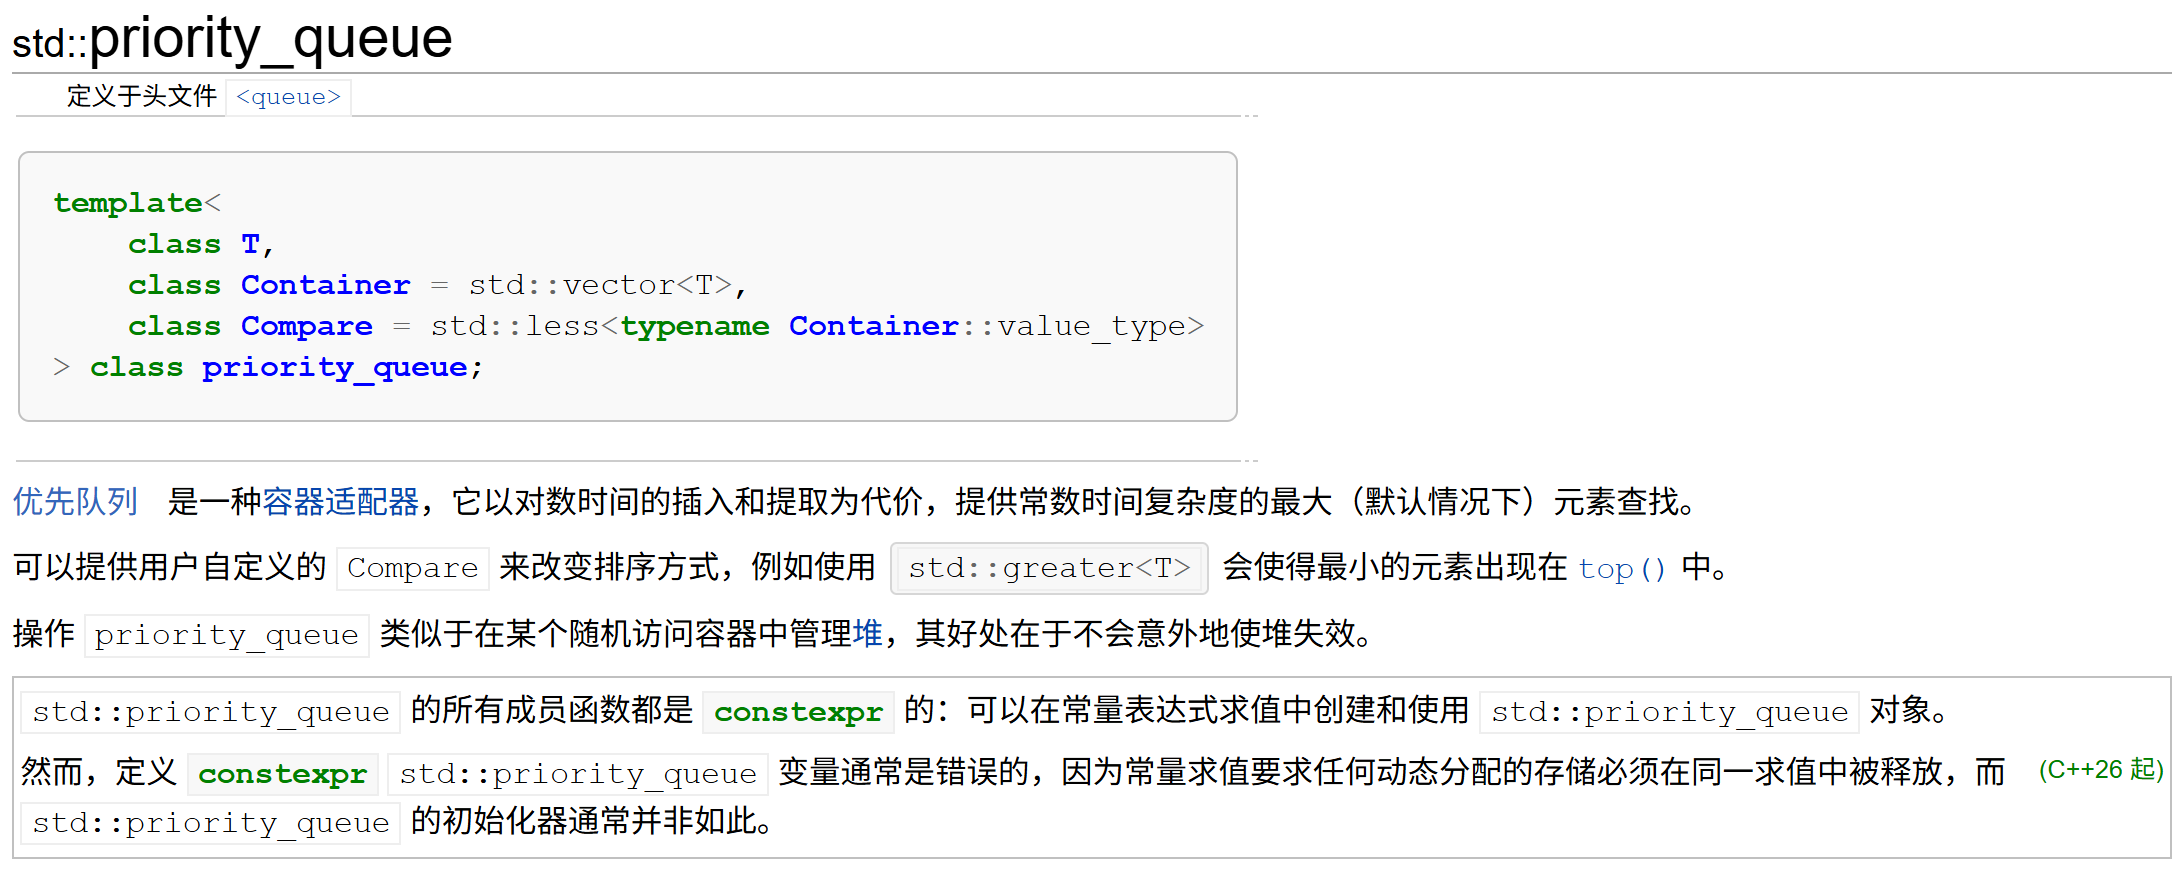 std::priority_queue
定义于头文件 <queue>
template<
    class T,
    class Container = std::vector<T>,
    class Compare = std::less<typename Container::value_type>
> class priority_queue;
优先队列 是一种容器适配器，它以对数时间的插入和提取为代价，提供常数时间复杂度的最大（默认情况下）元素查找。
可以提供用户自定义的 Compare 来改变排序方式，例如使用 std::greater<T> 会使得最小的元素出现在 top() 中。
操作 priority_queue 类似于在某个随机访问容器中管理堆，其好处在于不会意外地使堆失效。
std::priority_queue 的所有成员函数都是 constexpr 的：可以在常量表达式求值中创建和使用 std::priority_queue 对象。
然而，定义 constexpr std::priority_queue 变量通常是错误的，因为常量求值要求任何动态分配的存储必须在同一求值中被释放，而 (C++26 起)
std::priority_queue 的初始化器通常并非如此。